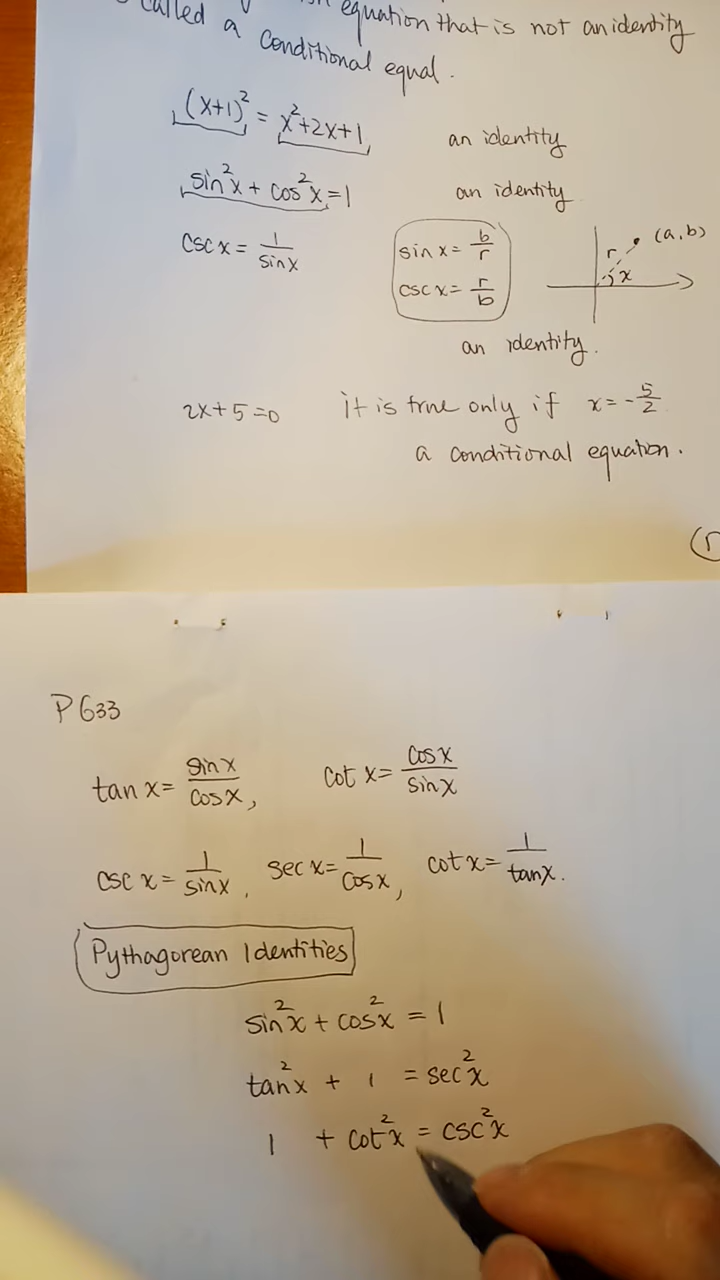 called a
equation that is not an identity
conditional equal.
(x+1)² = x²+2x+1 an identity
sin²x + cos²x = 1 an identity
csc x = 1/sin x
sin x = b/r
csc x = r/b
(a, b)
r
x
an identity.
2x+5=0 it is true only if x = -5/2
a conditional equation.
P633
tan x = sin x/cos x, cot x = cos x/sin x
csc x = 1/sin x, sec x = 1/cos x, cot x = 1/tan x.
Pythagorean Identities
sin²x + cos²x = 1
tan²x + 1 = sec²x
1 + cot²x = csc²x